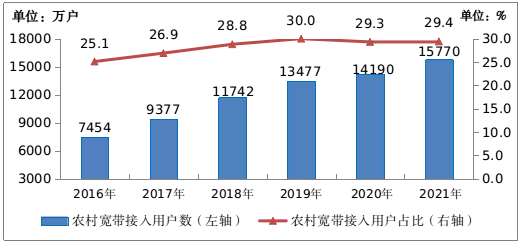 单位：万户
单位：%
25.1 26.9 28.8 30.0 29.3 29.4
18000 15000 12000 9000 6000 3000
7454 9377 11742 13477 14190 15770
30.0 25.0 20.0 15.0 10.0 5.0 0.0
2016年 2017年 2018年 2019年 2020年 2021年
农村宽带接入用户数（左轴） 农村宽带接入用户占比（右轴）